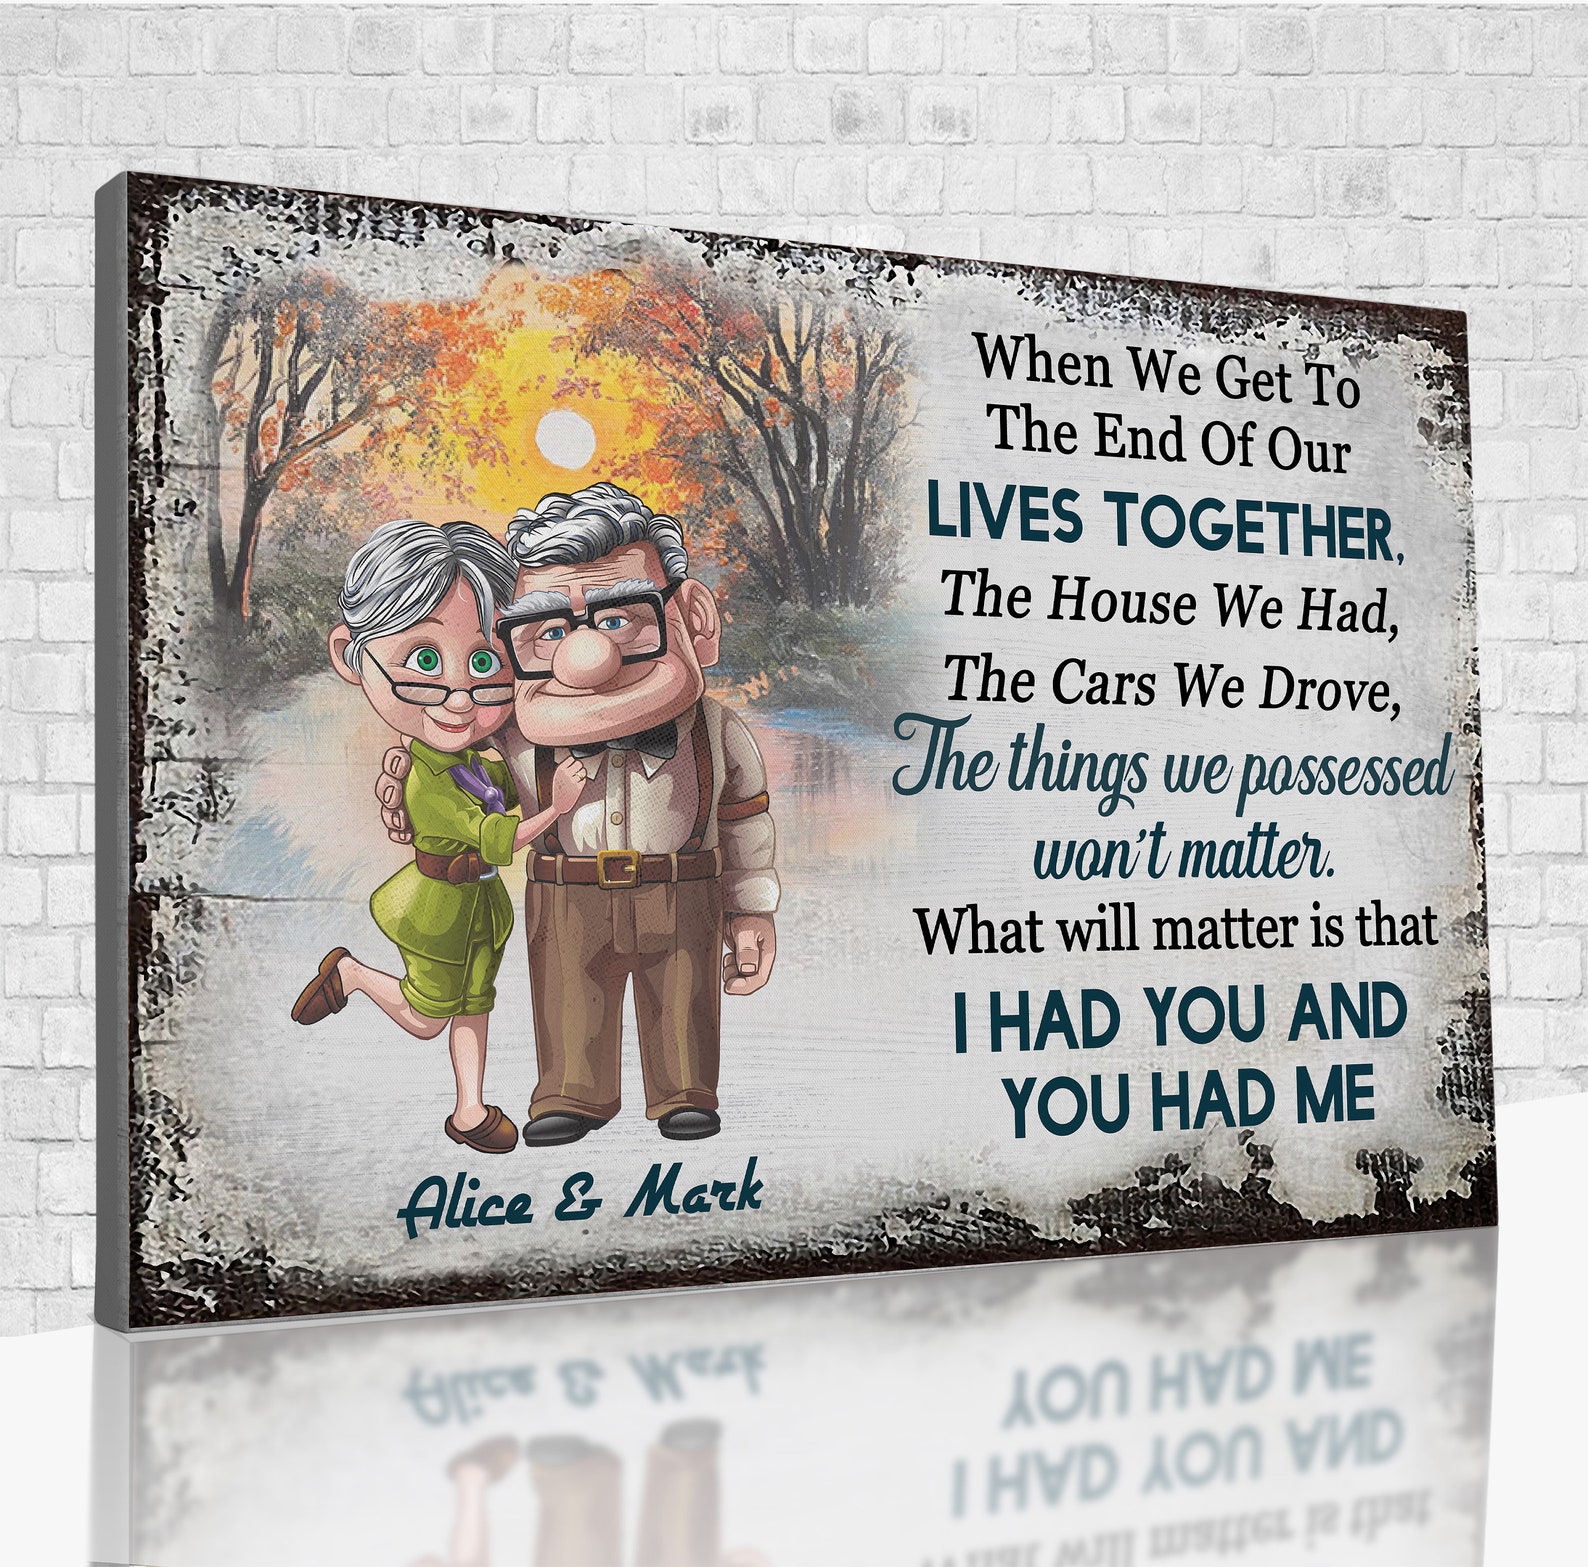 When We Get To
The End Of Our
LIVES TOGETHER,
The House We Had,
The Cars We Drove,
The things we possessed
won't matter.
What will matter is that
I HAD YOU AND
YOU HAD ME
Alice & Mark